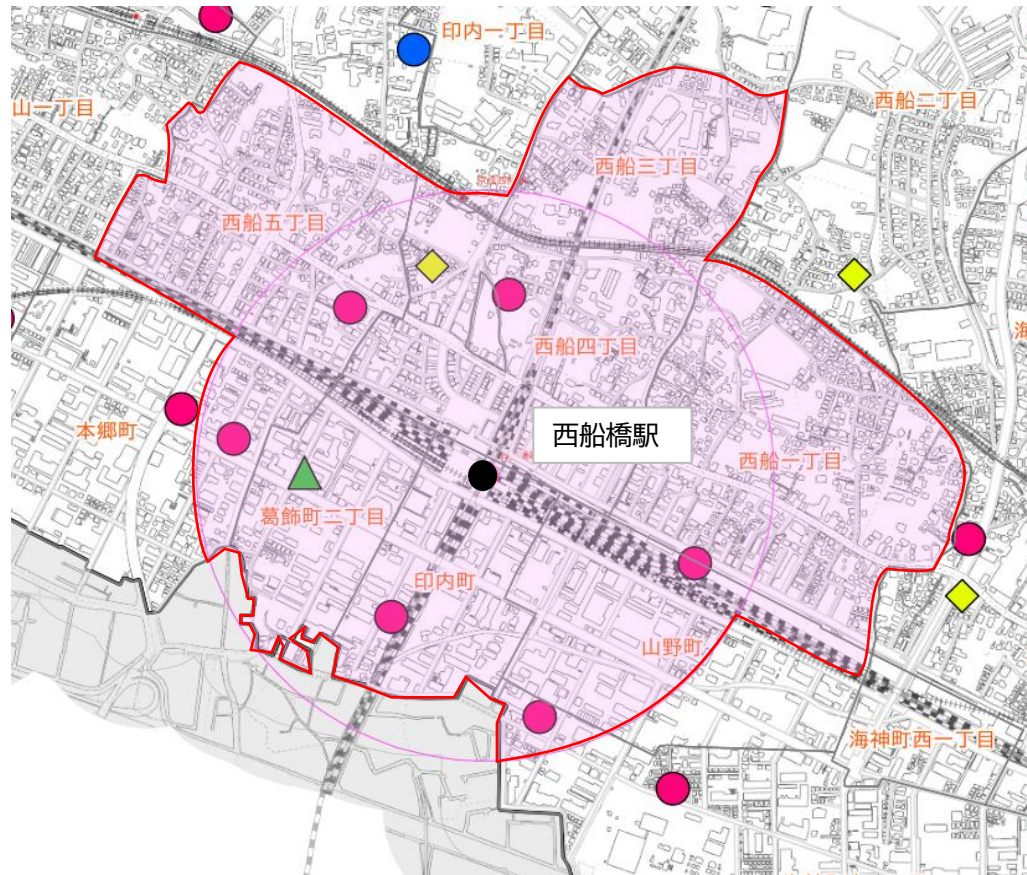 印内一丁目
西船二丁目
山一丁目
西船三丁目
西船五丁目
海
西船四丁目
本郷町
西船橋駅
西船一丁目
葛飾町二丁目
印内町
山野町
海神町西一丁目